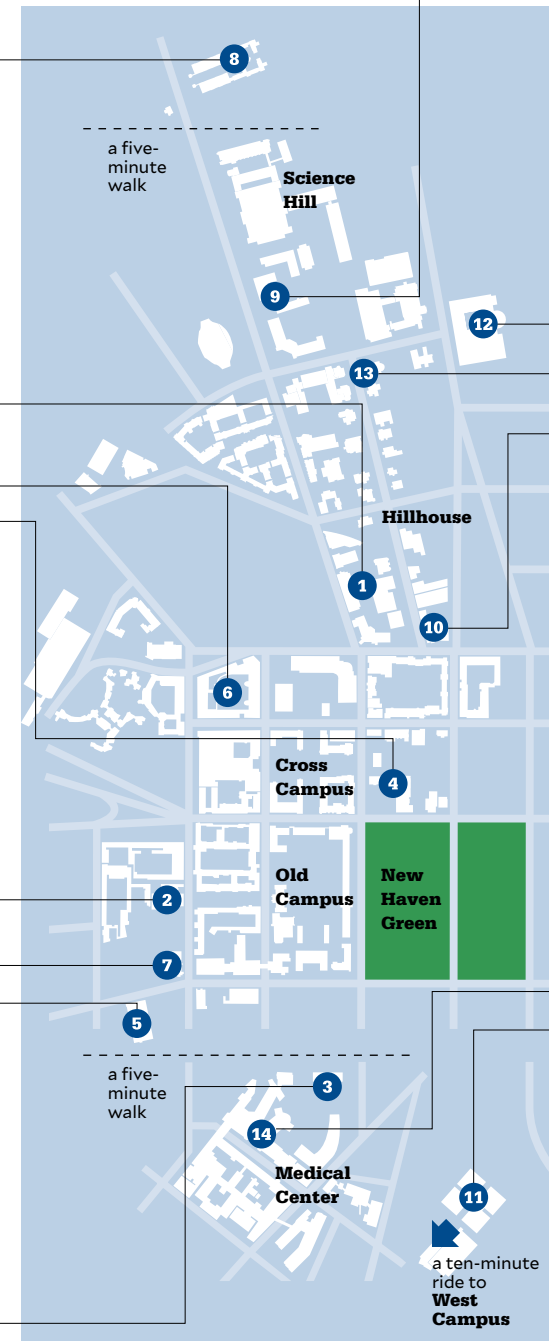 8
a five-
minute
walk
Science
Hill
9
12
13
Hillhouse
1
10
6
Cross
Campus
4
Old
Campus
New
Haven
Green
2
7
5
a five-
minute
walk
3
14
Medical
Center
11
a ten-minute
ride to
West
Campus